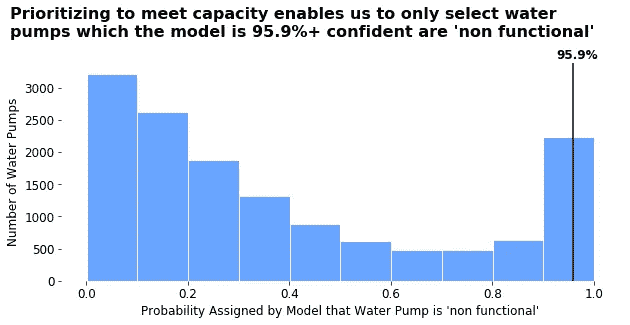 Prioritizing to meet capacity enables us to only select water
pumps which the model is 95.9%+ confident are 'non functional'
95.9%
3000
2500
2000
1500
1000
500
0
Number of Water Pumps
0.0 0.2 0.4 0.6 0.8 1.0
Probability Assigned by Model that Water Pump is 'non functional'